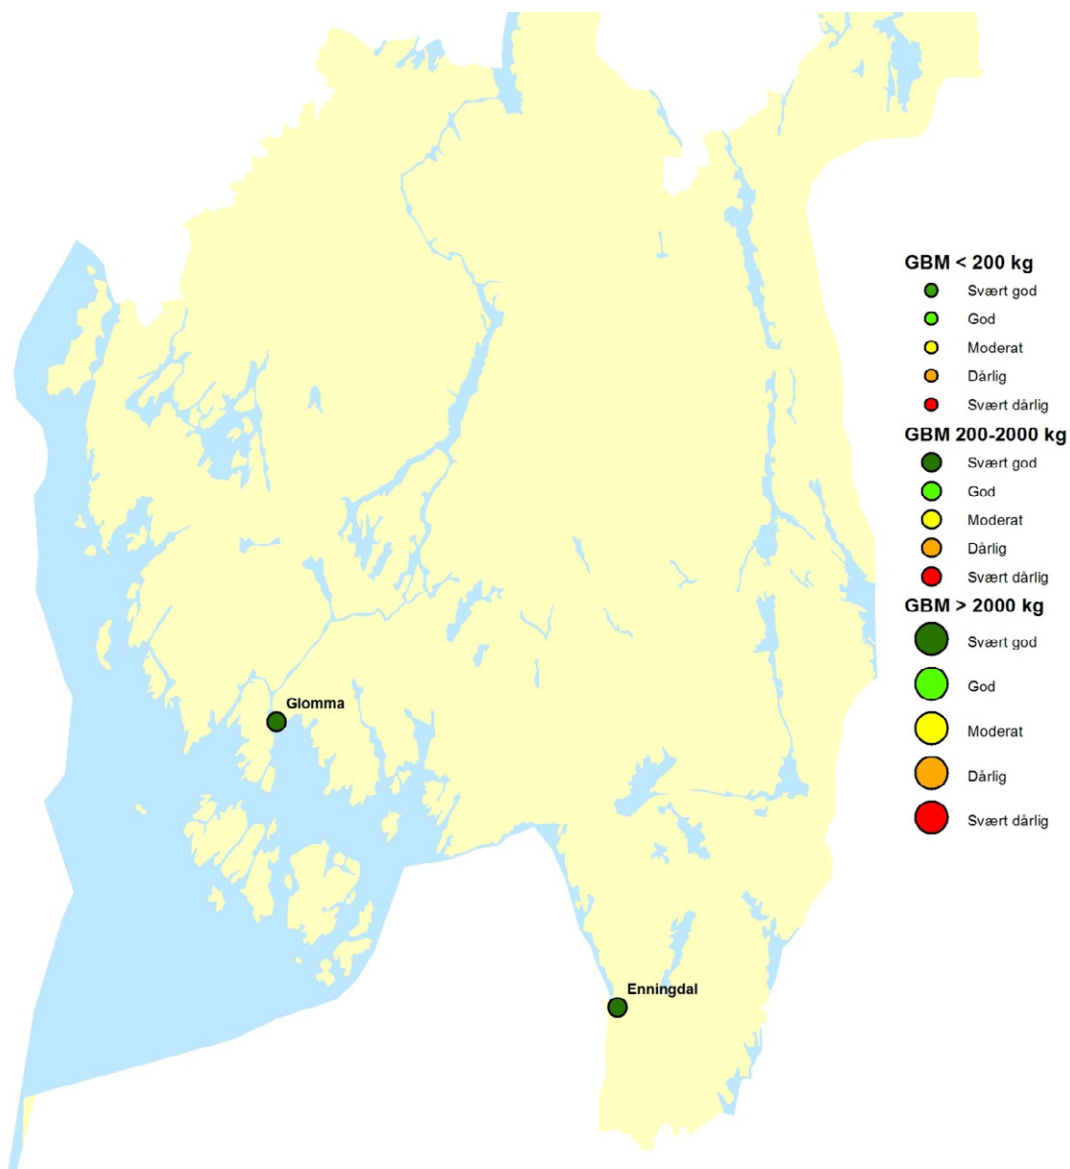 GBM < 200 kg
Svært god
God
Moderat
Dårlig
Svært dårlig
GBM 200-2000 kg
Svært god
God
Moderat
Dårlig
Svært dårlig
GBM > 2000 kg
Svært god
God
Moderat
Dårlig
Svært dårlig
Glomma
Enningdal